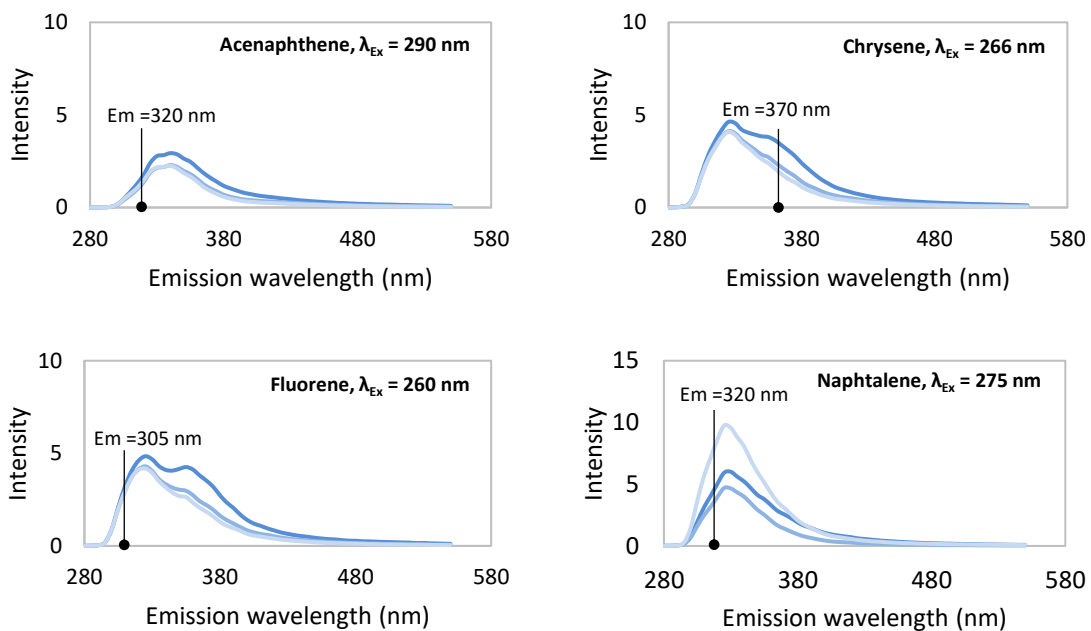 Acenaphthene, λEx = 290 nm
Em =320 nm
10
5
0
Intensity
280 380 480 580
Emission wavelength (nm)
Chrysene, λEx = 266 nm
Em =370 nm
10
5
0
Intensity
280 380 480 580
Emission wavelength (nm)
Fluorene, λEx = 260 nm
Em =305 nm
10
5
0
Intensity
280 380 480 580
Emission wavelength (nm)
Naphtalene, λEx = 275 nm
Em =320 nm
15
10
5
0
Intensity
280 380 480 580
Emission wavelength (nm)